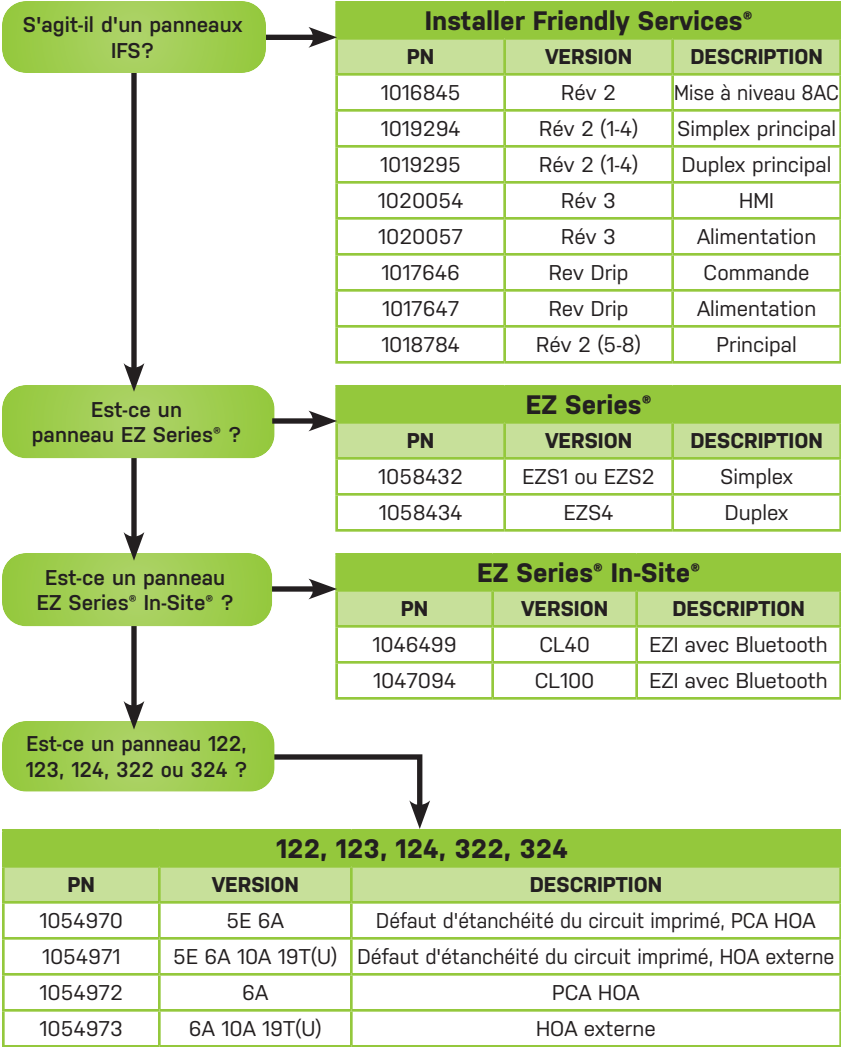 S'agit-il d'un panneaux
IFS?
Installer Friendly Services®
PN VERSION DESCRIPTION
1016845 Rév 2 Mise à niveau 8AC
1019294 Rév 2 (1-4) Simplex principal
1019295 Rév 2 (1-4) Duplex principal
1020054 Rév 3 HMI
1020057 Rév 3 Alimentation
1017646 Rev Drip Commande
1017647 Rev Drip Alimentation
1018784 Rév 2 (5-8) Principal
Est-ce un
panneau EZ Series® ?
EZ Series®
PN VERSION DESCRIPTION
1058432 EZS1 ou EZS2 Simplex
1058434 EZS4 Duplex
Est-ce un panneau
EZ Series® In-Site® ?
EZ Series® In-Site®
PN VERSION DESCRIPTION
1046499 CL40 EZI avec Bluetooth
1047094 CL100 EZI avec Bluetooth
Est-ce un panneau 122,
123, 124, 322 ou 324 ?
122, 123, 124, 322, 324
PN VERSION DESCRIPTION
1054970 5E 6A Défaut d'étanchéité du circuit imprimé, PCA HOA
1054971 5E 6A 10A 19T(U) Défaut d'étanchéité du circuit imprimé, HOA externe
1054972 6A PCA HOA
1054973 6A 10A 19T(U) HOA externe